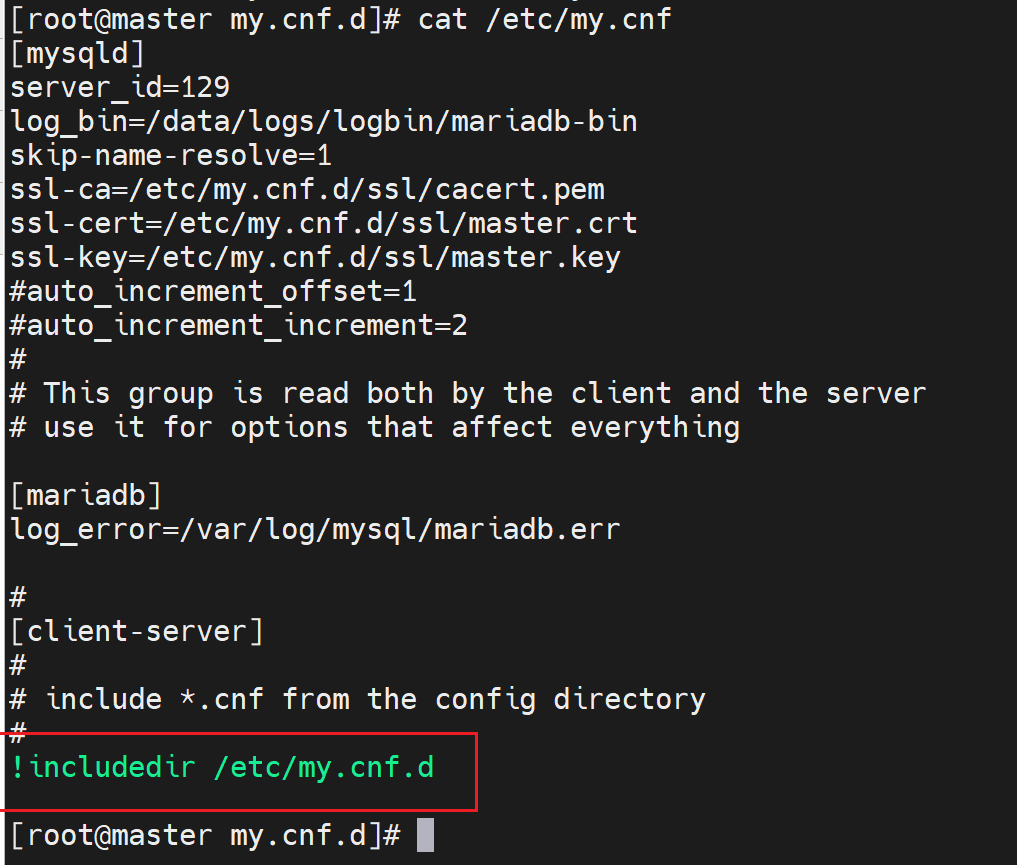 [root@master my.cnf.d]# cat /etc/my.cnf
[mysqld]
server_id=129
log_bin=/data/logs/logbin/mariadb-bin
skip-name-resolve=1
ssl-ca=/etc/my.cnf.d/ssl/cacert.pem
ssl-cert=/etc/my.cnf.d/ssl/master.crt
ssl-key=/etc/my.cnf.d/ssl/master.key
#auto_increment_offset=1
#auto_increment_increment=2
#
# This group is read both by the client and the server
# use it for options that affect everything
[mariadb]
log_error=/var/log/mysql/mariadb.err
#
[client-server]
#
# include *.cnf from the config directory
#
!includedir /etc/my.cnf.d
[root@master my.cnf.d]#